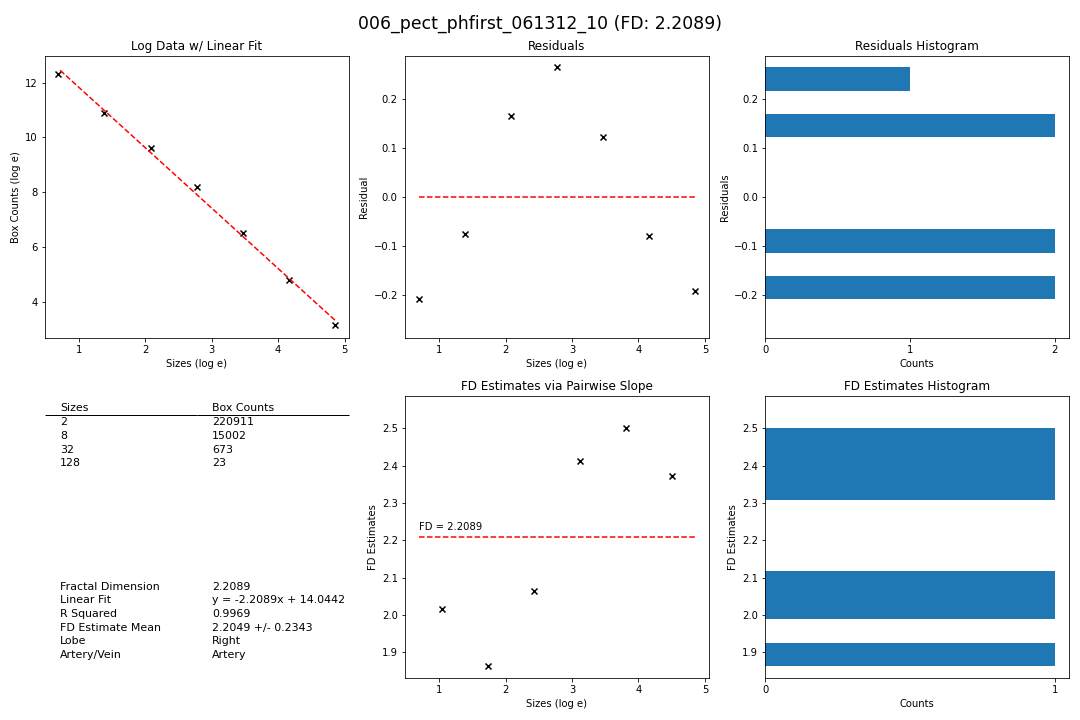 006_pect_phfirst_061312_10 (FD: 2.2089)
Log Data w/ Linear Fit
12
10
8
6
4
Box Counts (log e)
1 2 3 4 5
Sizes (log e)
Residuals
0.2
0.1
0.0
−0.1
−0.2
Residual
1 2 3 4 5
Sizes (log e)
Residuals Histogram
0.2
0.1
0.0
−0.1
−0.2
Residuals
0 1 2
Counts
Sizes Box Counts
2 220911
8 15002
32 673
128 23
Fractal Dimension 2.2089
Linear Fit y = -2.2089x + 14.0442
R Squared 0.9969
FD Estimate Mean 2.2049 +/- 0.2343
Lobe Right
Artery/Vein Artery
FD Estimates via Pairwise Slope
2.5
2.4
2.3
2.2
2.1
2.0
1.9
FD Estimates
FD = 2.2089
1 2 3 4 5
Sizes (log e)
FD Estimates Histogram
2.5
2.4
2.3
2.2
2.1
2.0
1.9
FD Estimates
0 1
Counts